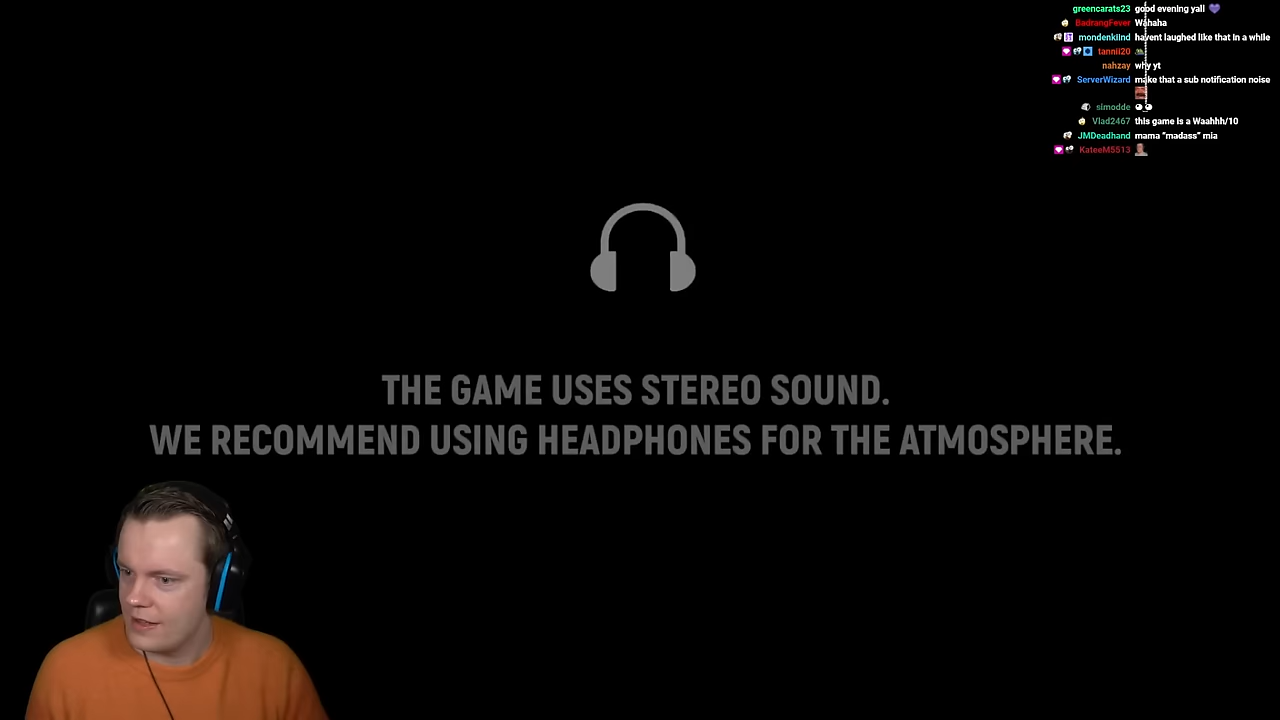 greencarats23 good evening yall
BadrangFever Wahaha
mondenkiind havent laughed like that in a while
tannii20
nahzay why yt
ServerWizard make that a sub notification noise
simodde
Vlad2467 this game is a Waahhh/10
JMDeadhand mama “madass” mia
KateeM5513
THE GAME USES STEREO SOUND.
WE RECOMMEND USING HEADPHONES FOR THE ATMOSPHERE.